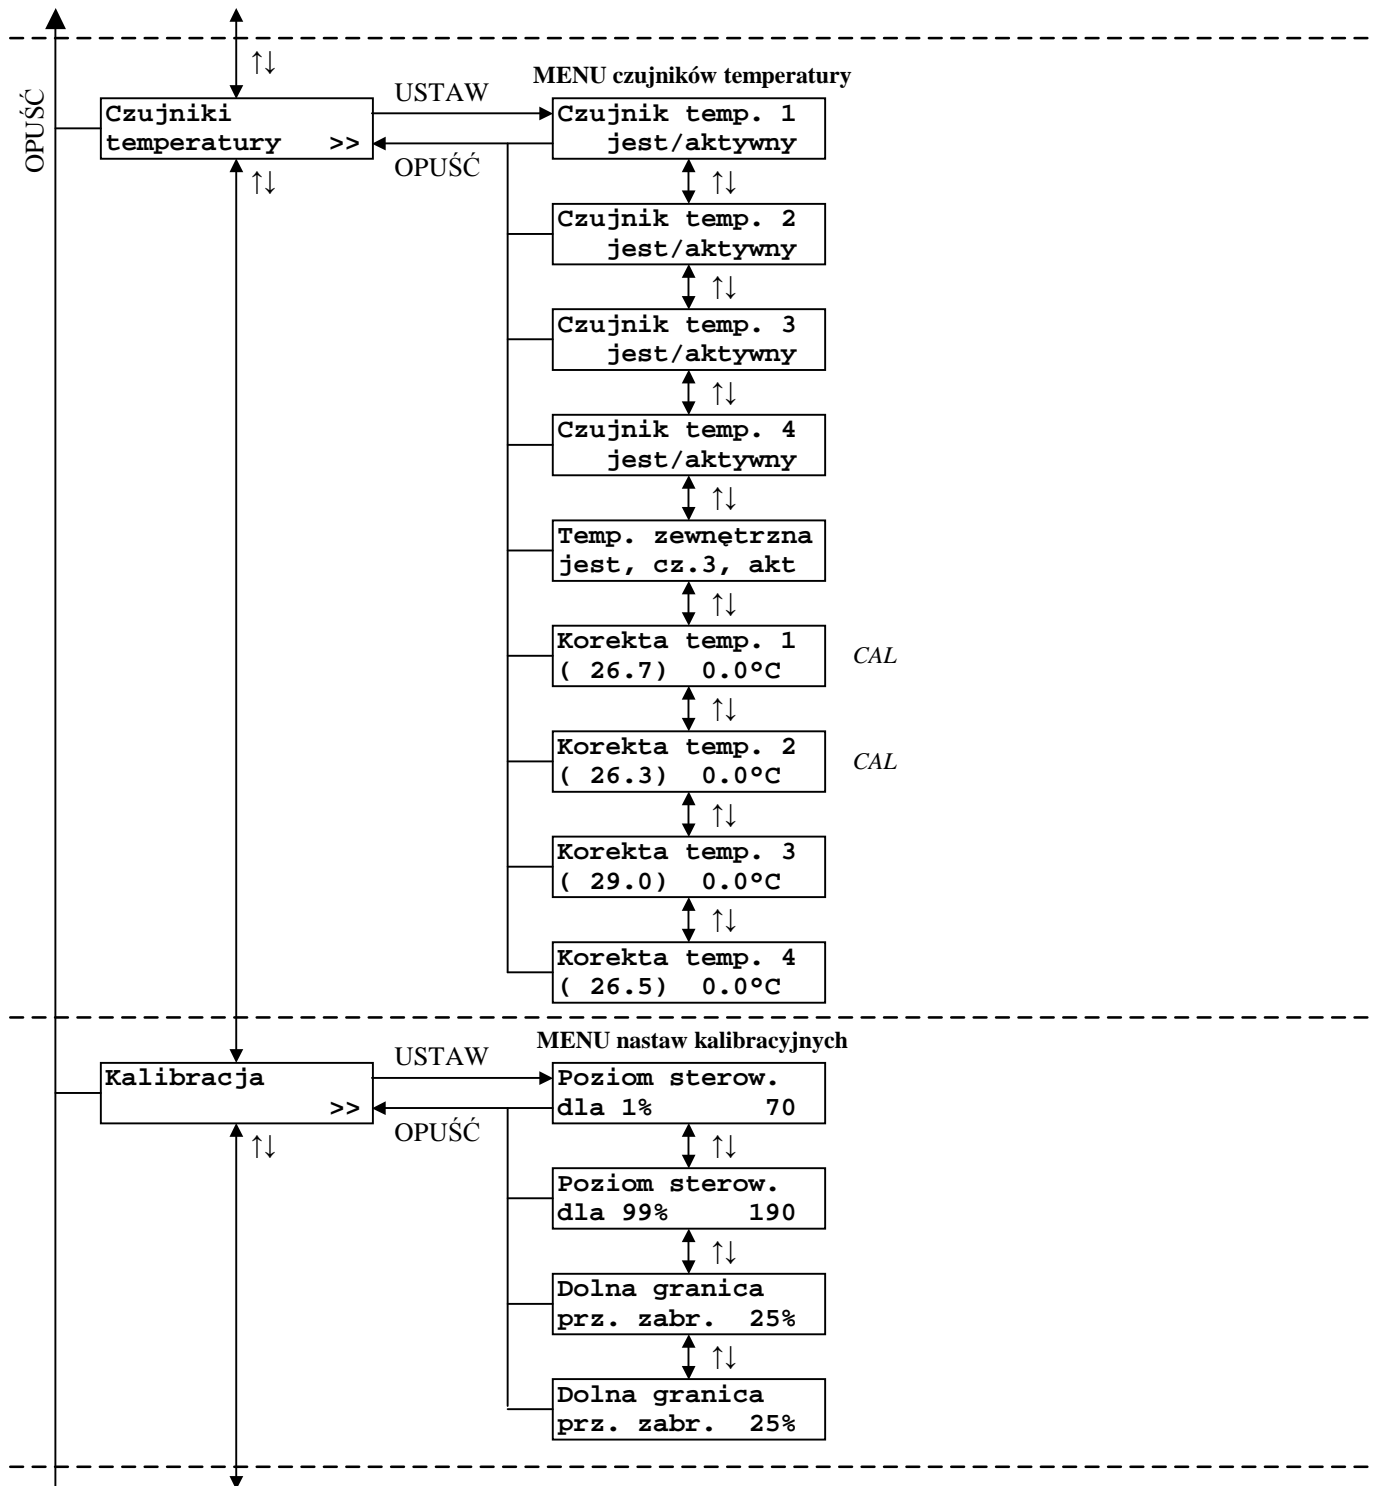 ↑↓
MENU czujników temperatury
OPUŚĆ
USTAW
Czujniki
temperatury >>
OPUŚĆ
↑↓
Czujnik temp. 1
jest/aktywny
↑↓
Czujnik temp. 2
jest/aktywny
↑↓
Czujnik temp. 3
jest/aktywny
↑↓
Czujnik temp. 4
jest/aktywny
↑↓
Temp. zewnętrzna
jest, cz.3, akt
↑↓
Korekta temp. 1
( 26.7) 0.0°C
CAL
↑↓
Korekta temp. 2
( 26.3) 0.0°C
CAL
↑↓
Korekta temp. 3
( 29.0) 0.0°C
↑↓
Korekta temp. 4
( 26.5) 0.0°C
MENU nastaw kalibracyjnych
USTAW
Kalibracja
>>
OPUŚĆ
↑↓
Poziom sterow.
dla 1% 70
↑↓
Poziom sterow.
dla 99% 190
↑↓
Dolna granica
prz. zabr. 25%
↑↓
Dolna granica
prz. zabr. 25%